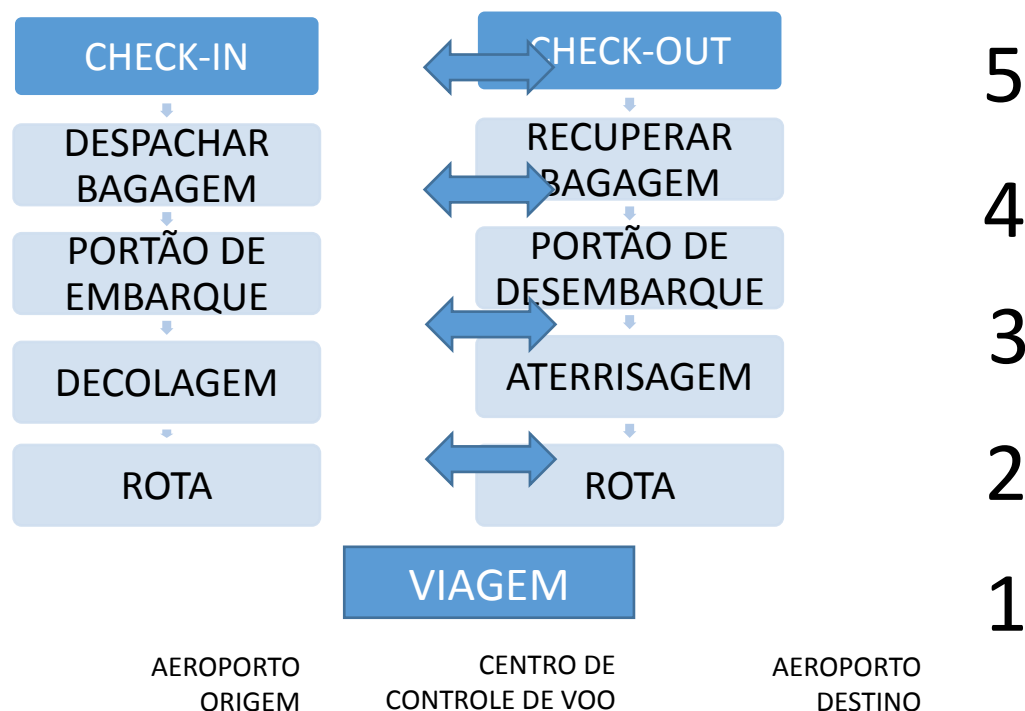 CHECK-IN
CHECK-OUT
5
DESPACHAR
BAGAGEM
RECUPERAR
BAGAGEM
4
PORTÃO DE
EMBARQUE
PORTÃO DE
DESEMBARQUE
3
DECOLAGEM
ATERRISAGEM
2
ROTA
ROTA
VIAGEM
1
AEROPORTO
ORIGEM
CENTRO DE
CONTROLE DE VOO
AEROPORTO
DESTINO